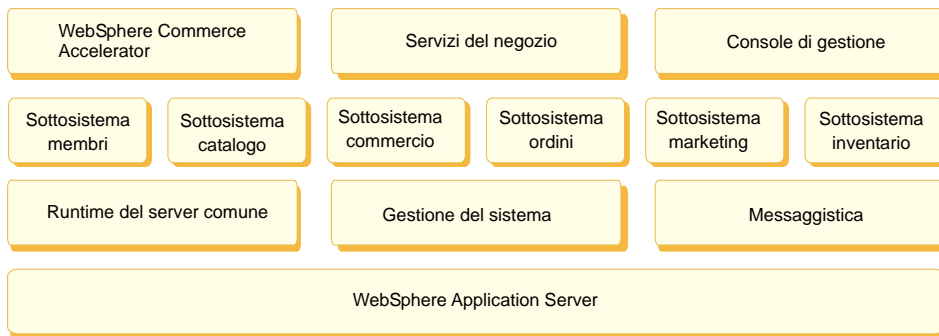 WebSphere Commerce
Accelerator
Servizi del negozio
Console di gestione
Sottosistema
membri
Sottosistema
catalogo
Sottosistema
commercio
Sottosistema
ordini
Sottosistema
marketing
Sottosistema
inventario
Runtime del server comune
Gestione del sistema
Messaggistica
WebSphere Application Server